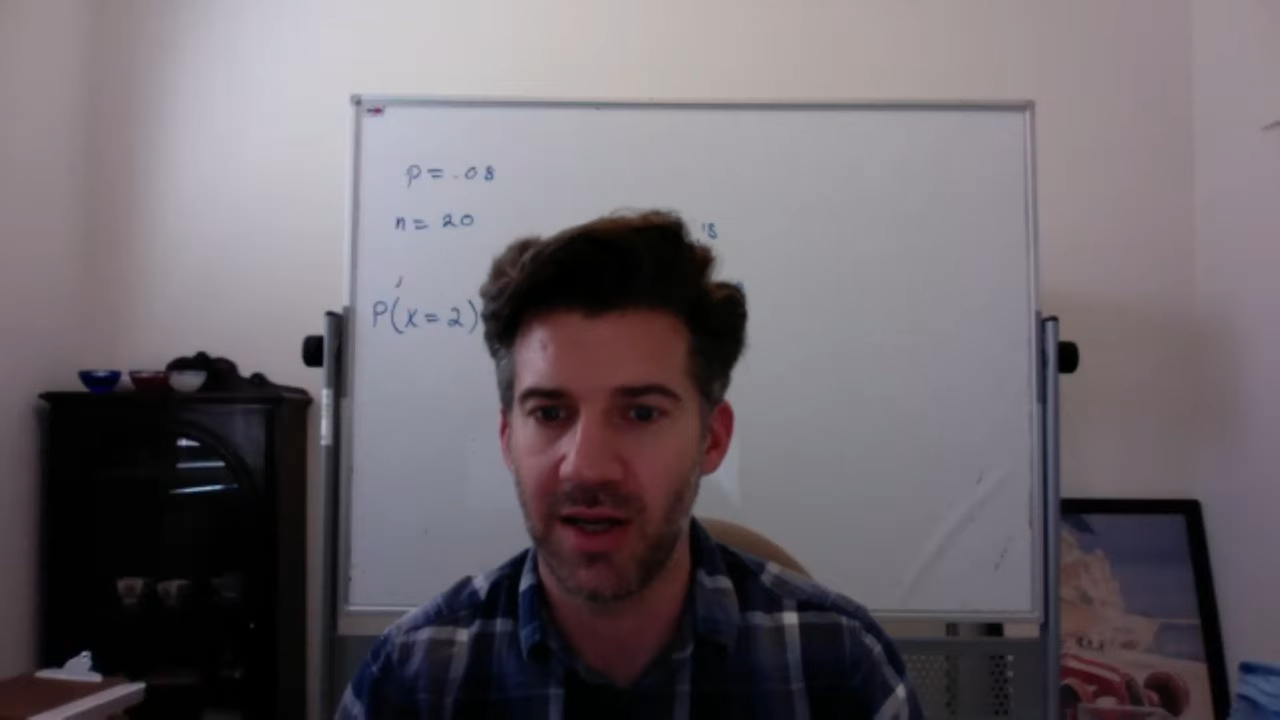 p = .08
n = 20
's
P(x = 2)